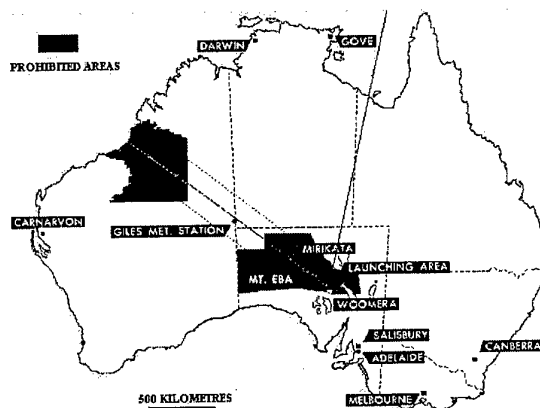 DARWIN
GOVE
PROHIBITED AREAS
CARNARVON
GILES MET. STATION
MIRIKATA
LAUNCHING AREA
MT. EBA
WOOMERA
SALISBURY
CANBERRA
ADELAIDE
500 KILOMETRES
MELBOURNE